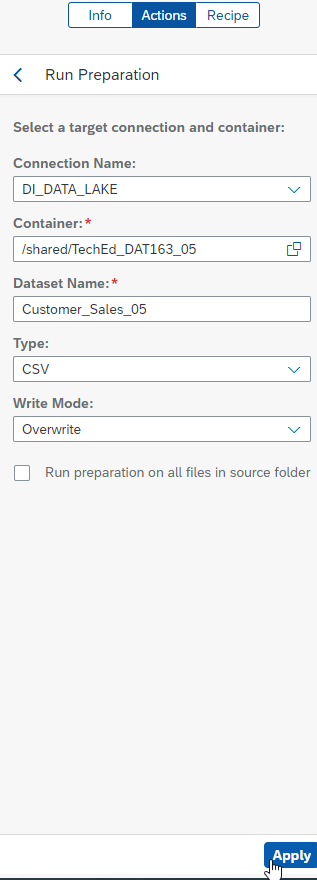 Info Actions Recipe
Run Preparation
Select a target connection and container:
Connection Name:
DI_DATA_LAKE
Container:*
/shared/TechEd_DAT163_05
Dataset Name:*
Customer_Sales_05
Type:
CSV
Write Mode:
Overwrite
Run preparation on all files in source folder
Apply